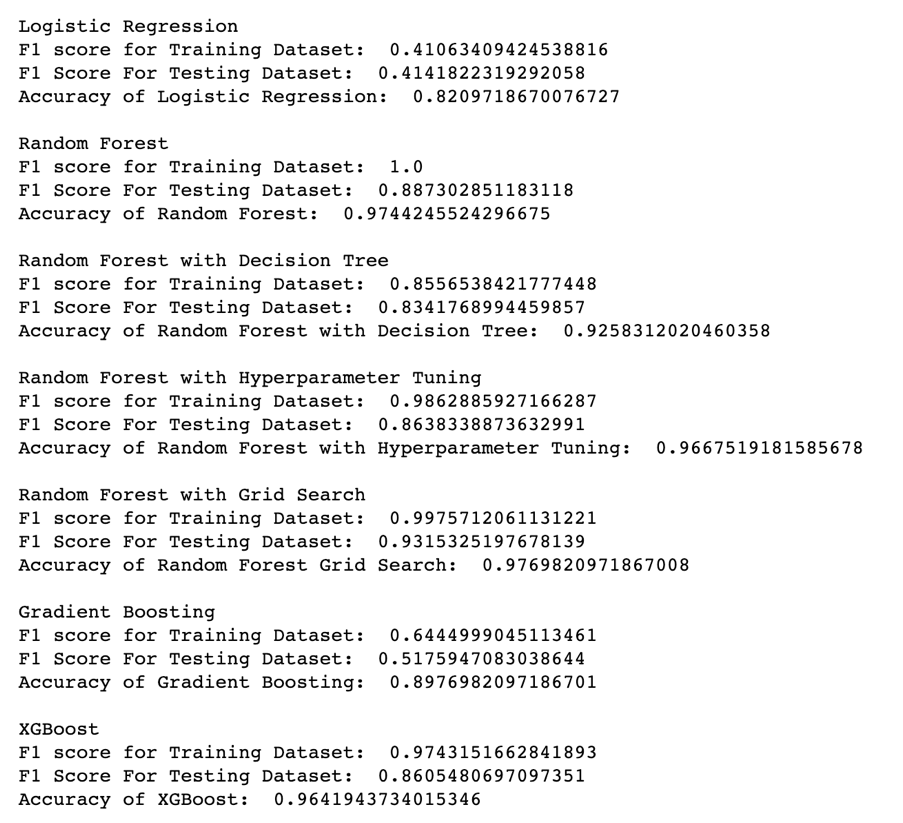 Logistic Regression
F1 score for Training Dataset:  0.41063409424538816
F1 Score For Testing Dataset:  0.4141822319292058
Accuracy of Logistic Regression:  0.8209718670076727
Random Forest
F1 score for Training Dataset:  1.0
F1 Score For Testing Dataset:  0.887302851183118
Accuracy of Random Forest:  0.9744245524296675
Random Forest with Decision Tree
F1 score for Training Dataset:  0.8556538421777448
F1 Score For Testing Dataset:  0.8341768994459857
Accuracy of Random Forest with Decision Tree:  0.9258312020460358
Random Forest with Hyperparameter Tuning
F1 score for Training Dataset:  0.9862885927166287
F1 Score For Testing Dataset:  0.8638338873632991
Accuracy of Random Forest with Hyperparameter Tuning:  0.9667519181585678
Random Forest with Grid Search
F1 score for Training Dataset:  0.9975712061131221
F1 Score For Testing Dataset:  0.9315325197678139
Accuracy of Random Forest Grid Search:  0.9769820971867008
Gradient Boosting
F1 score for Training Dataset:  0.6444999045113461
F1 Score For Testing Dataset:  0.5175947083038644
Accuracy of Gradient Boosting:  0.8976982097186701
XGBoost
F1 score for Training Dataset:  0.9743151662841893
F1 Score For Testing Dataset:  0.8605480697097351
Accuracy of XGBoost:  0.9641943734015346